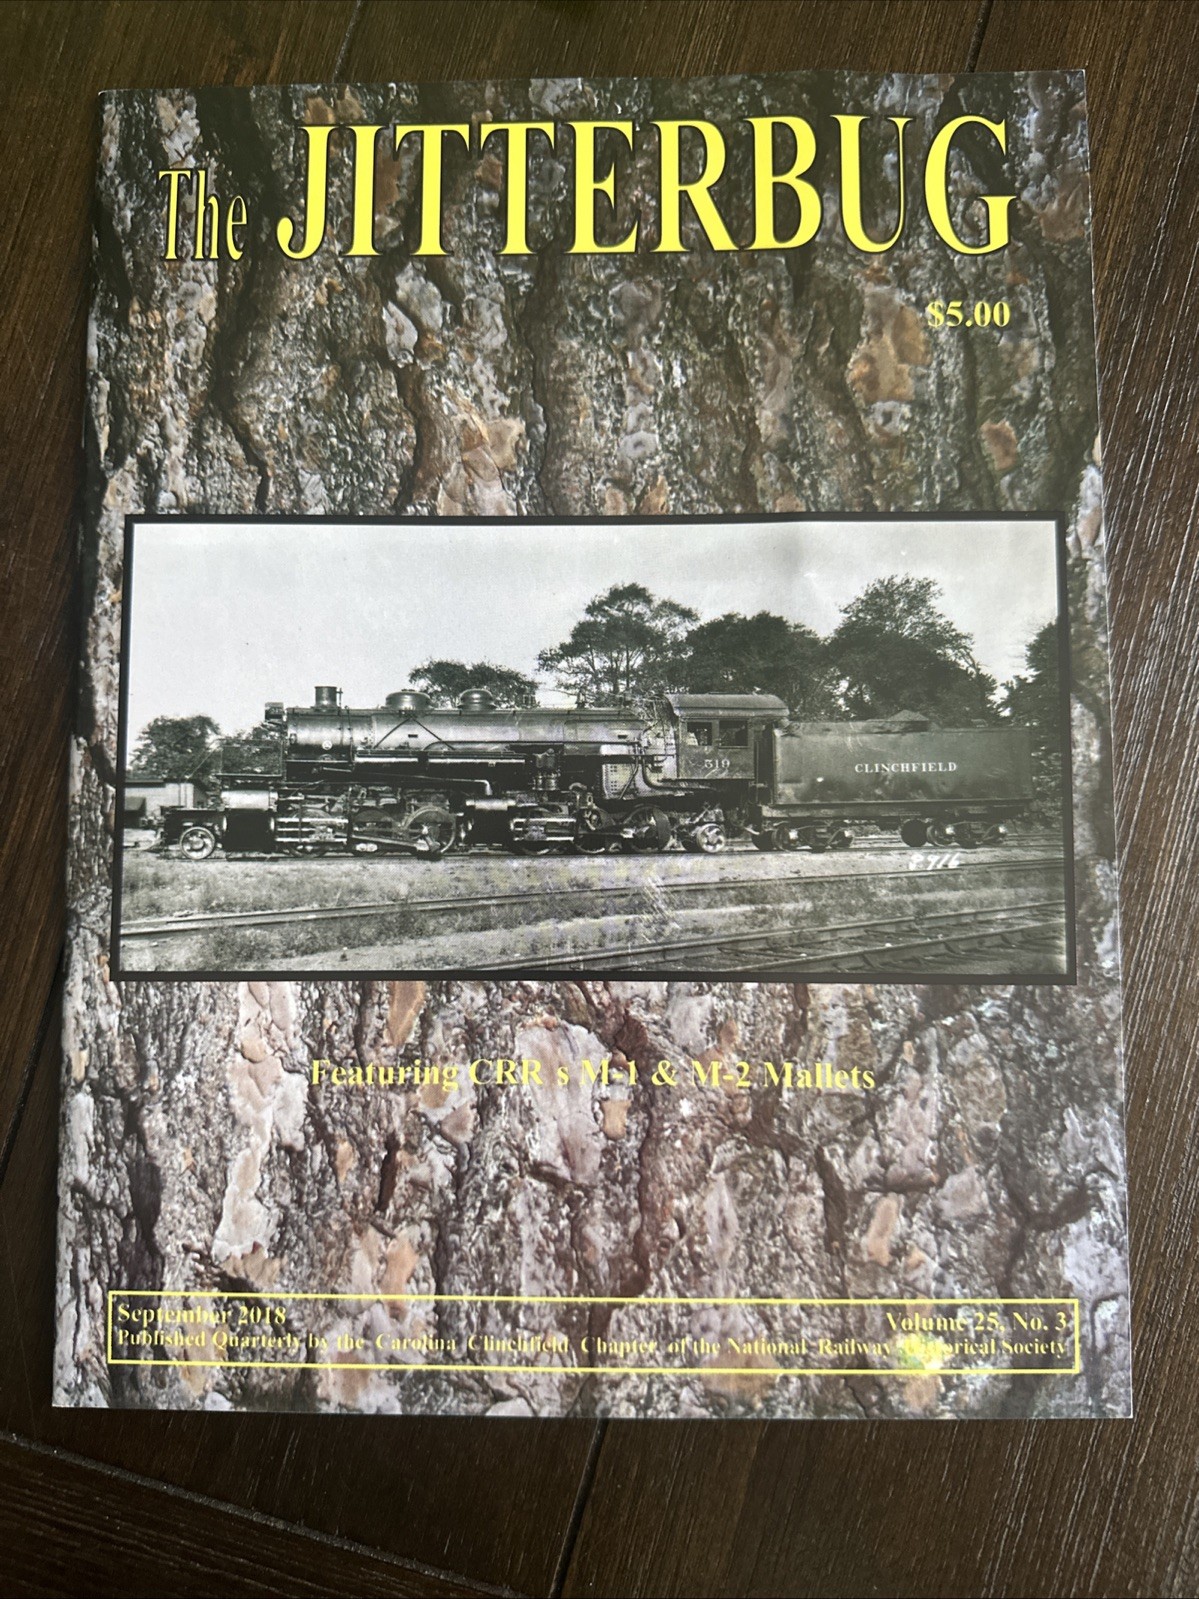 The JITTERBUG
$5.00
519
CLINCHFIELD
Featuring CRR s M-1 & M-2 Mallets
September 2018 Volume 25, No. 3
Published Quarterly by the Carolina Clinchfield Chapter of the National Railway Historical Society